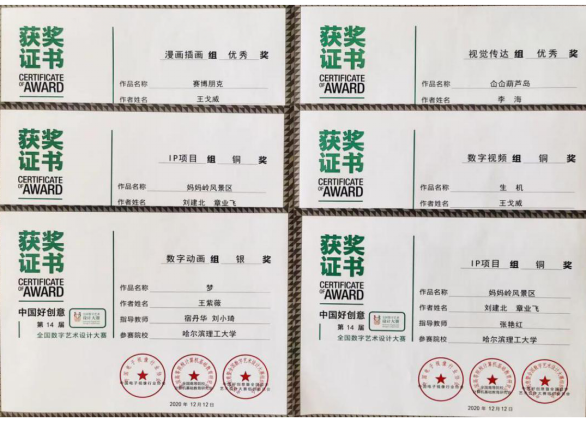 获奖
证书
CERTIFICATE
OF AWARD
漫画插画 组 优秀 奖
作品名称 赛博朋克
作者姓名 王戈威
获奖
证书
CERTIFICATE
OF AWARD
视觉传达 组 优秀 奖
作品名称 仚仚葫芦岛
作者姓名 李 海
获奖
证书
CERTIFICATE
OF AWARD
IP项目 组 铜 奖
作品名称 妈妈岭风景区
作者姓名 刘建北 章业飞
获奖
证书
CERTIFICATE
OF AWARD
数字视频 组 铜 奖
作品名称 生 机
作者姓名 王戈威
获奖
证书
CERTIFICATE
OF AWARD
中国好创意
第 14 届
全国数字艺术设计大赛
数字动画 组 银 奖
作品名称 梦
作者姓名 王紫薇
指导教师 宿丹华 刘小琦
参赛院校 哈尔滨理工大学
2020 年 12月12日
获奖
证书
CERTIFICATE
OF AWARD
中国好创意
第 14 届
全国数字艺术设计大赛
IP项目 组 铜 奖
作品名称 妈妈岭风景区
作者姓名 刘建北 章业飞
指导教师 张艳红
参赛院校 哈尔滨理工大学
2020 年 12月12日